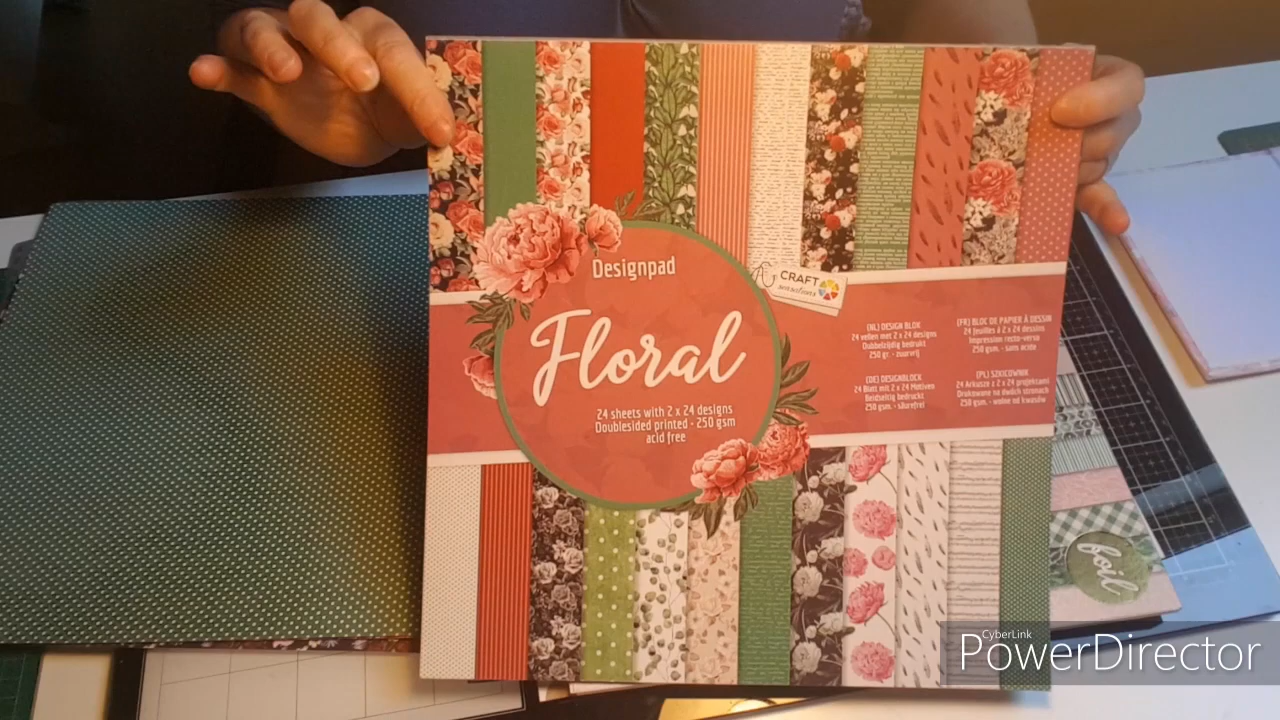 Designpad
CRAFT
sensations
Floral
24 sheets with 2 x 24 designs
Doublesided printed - 250 gsm
acid free
(NL) DESIGN BLOK
24 vellen met 2 x 24 designs
Dubbelzijdig bedrukt
250 gr. - zuurvrij
(FR) BLOC DE PAPIER À DESSIN
24 feuilles à 2 x 24 dessins
Impression recto-verso
250 gsm. - sans acide
(DE) DESIGNBLOCK
24 Blatt mit 2 x 24 Motiven
Beidseitig bedruckt
250 gsm. - säurefrei
(PL) SZKICOWNIK
24 Arkusze z 2 x 24 projektami
Drukowane na dwóch stronach
250 gsm. - wolne od kwasów
foil
CyberLink
PowerDirector